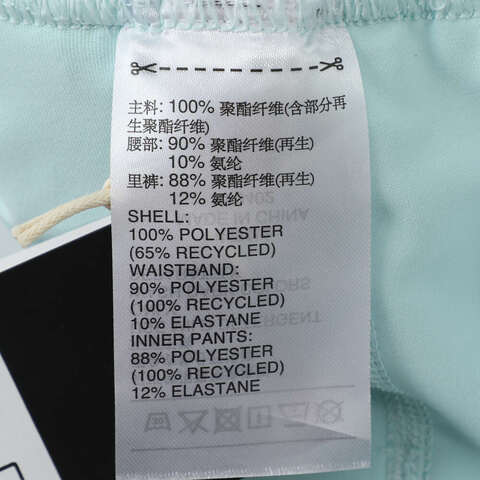 主料: 100% 聚酯纤维(含部分再
生聚酯纤维)
腰部: 90% 聚酯纤维(再生)
10% 氨纶
里裤: 88% 聚酯纤维(再生)
12% 氨纶
SHELL:
100% POLYESTER
(65% RECYCLED)
WAISTBAND:
90% POLYESTER
(100% RECYCLED)
10% ELASTANE
INNER PANTS:
88% POLYESTER
(100% RECYCLED)
12% ELASTANE
MADE IN CHINA